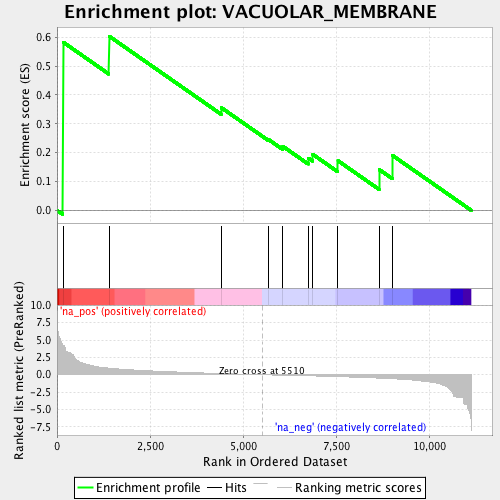 Enrichment plot: VACUOLAR_MEMBRANE
Enrichment score (ES)
0.6
0.5
0.4
0.3
0.2
0.1
0.0
'na_pos' (positively correlated)
Ranked list metric (PreRanked)
10.0
7.5
5.0
2.5
0.0
-2.5
-5.0
-7.5
Zero cross at 5510
'na_neg' (negatively correlated)
0
2,500
5,000
7,500
10,000
Rank in Ordered Dataset
Enrichment profile
Hits
Ranking metric scores